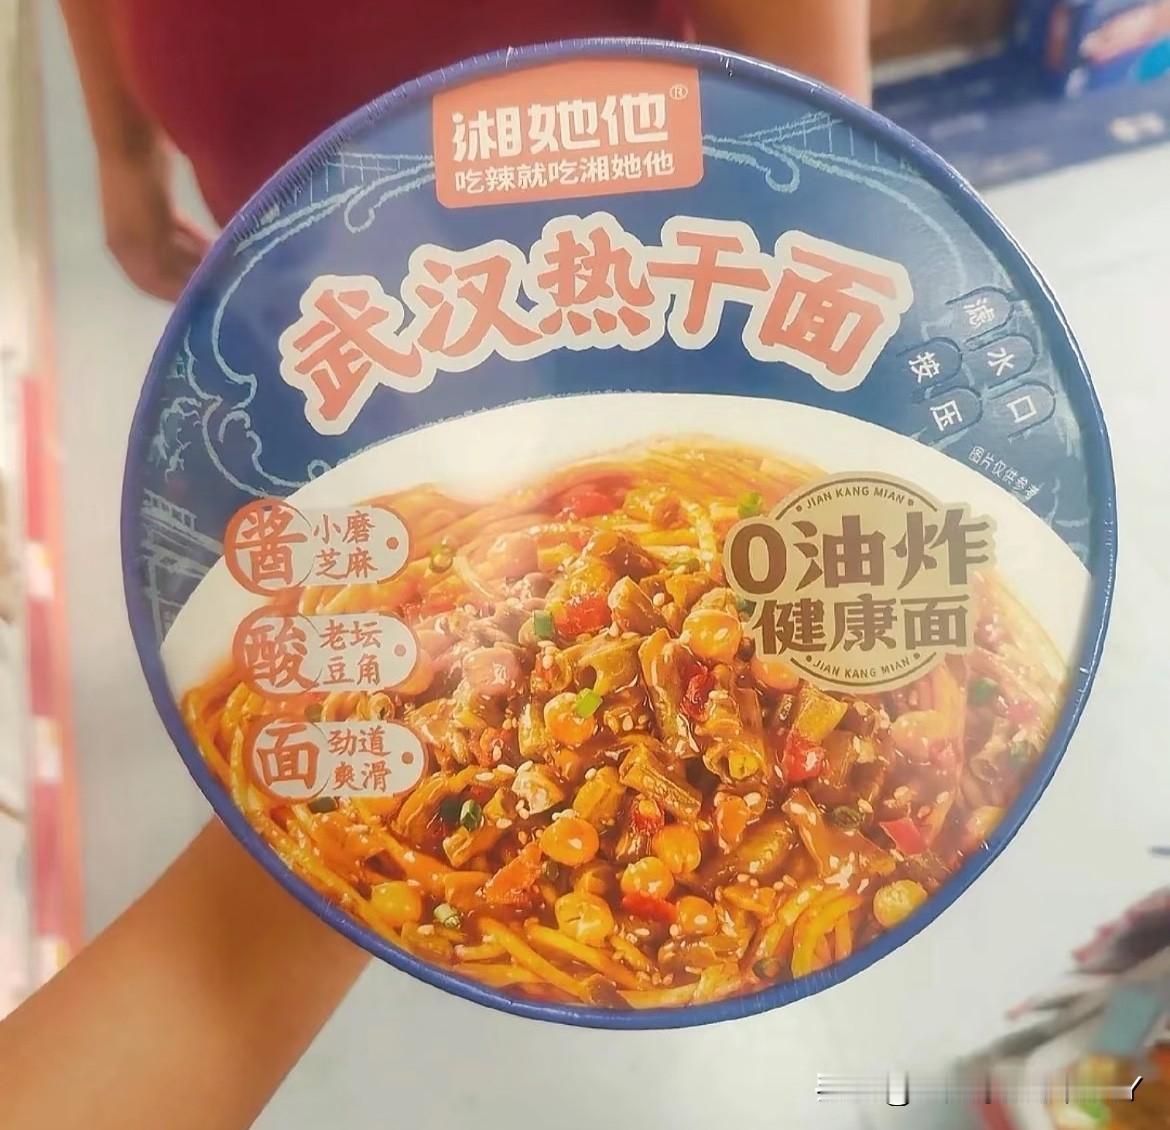 湘她他®
吃辣就吃湘她他
武汉热干面
滤水口
按压
图片仅供参考
酱
小磨
芝麻
酸
老坛
豆角
面
劲道
爽滑
JIAN KANG MIAN
0油炸
健康面
JIAN KANG MIAN